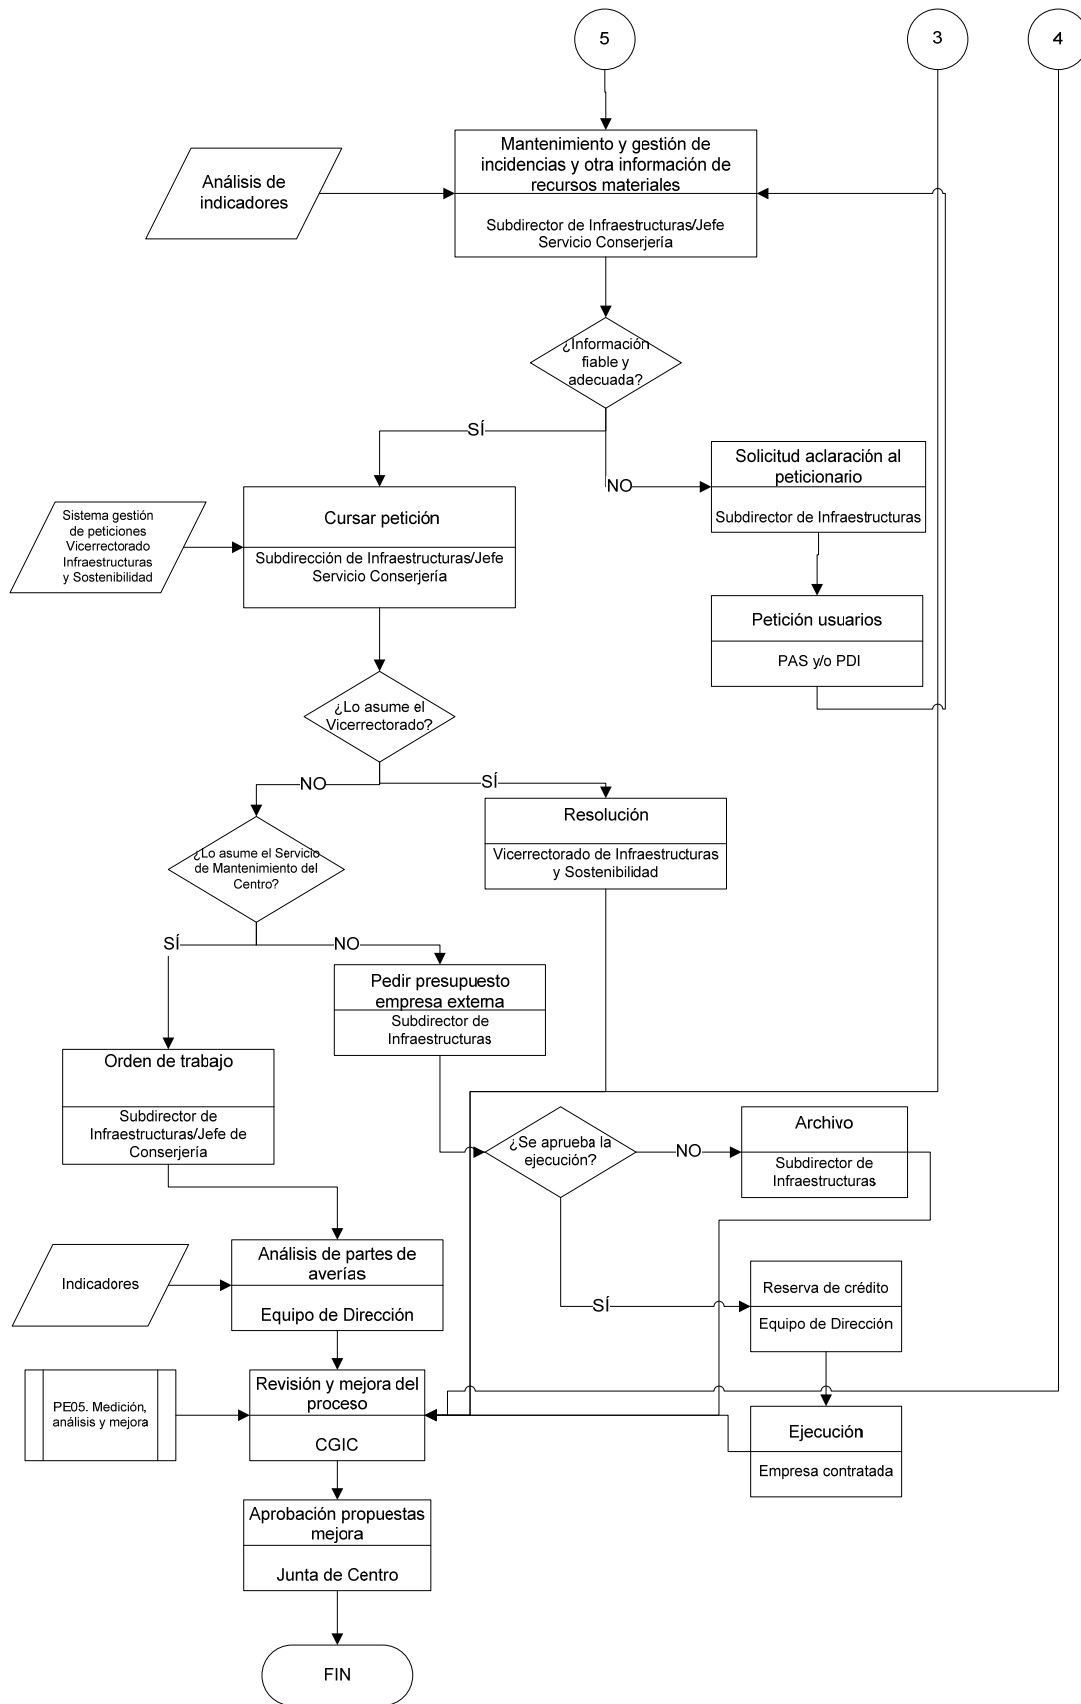 5
3
4
Mantenimiento y gestión de
incidencias y otra información de
recursos materiales
Subdirector de Infraestructuras/Jefe
Servicio Conserjería
Análisis de
indicadores
¿Información
fiable y
adecuada?
SÍ
NO
Solicitud aclaración al
peticionario
Subdirector de Infraestructuras
Sistema gestión
de peticiones
Vicerrectorado
Infraestructuras
y Sostenibilidad
Cursar petición
Subdirección de Infraestructuras/Jefe
Servicio Conserjería
Petición usuarios
PAS y/o PDI
¿Lo asume el
Vicerrectorado?
NO
SÍ
Resolución
Vicerrectorado de Infraestructuras
y Sostenibilidad
¿Lo asume el Servicio
de Mantenimiento del
Centro?
SÍ
NO
Pedir presupuesto
empresa externa
Subdirector de
Infraestructuras
Orden de trabajo
Subdirector de
Infraestructuras/Jefe de
Conserjería
¿Se aprueba la
ejecución?
NO
Archivo
Subdirector de
Infraestructuras
SÍ
Indicadores
Análisis de partes de
averías
Equipo de Dirección
Reserva de crédito
Equipo de Dirección
PE05. Medición,
análisis y mejora
Revisión y mejora del
proceso
CGIC
Ejecución
Empresa contratada
Aprobación propuestas
mejora
Junta de Centro
FIN